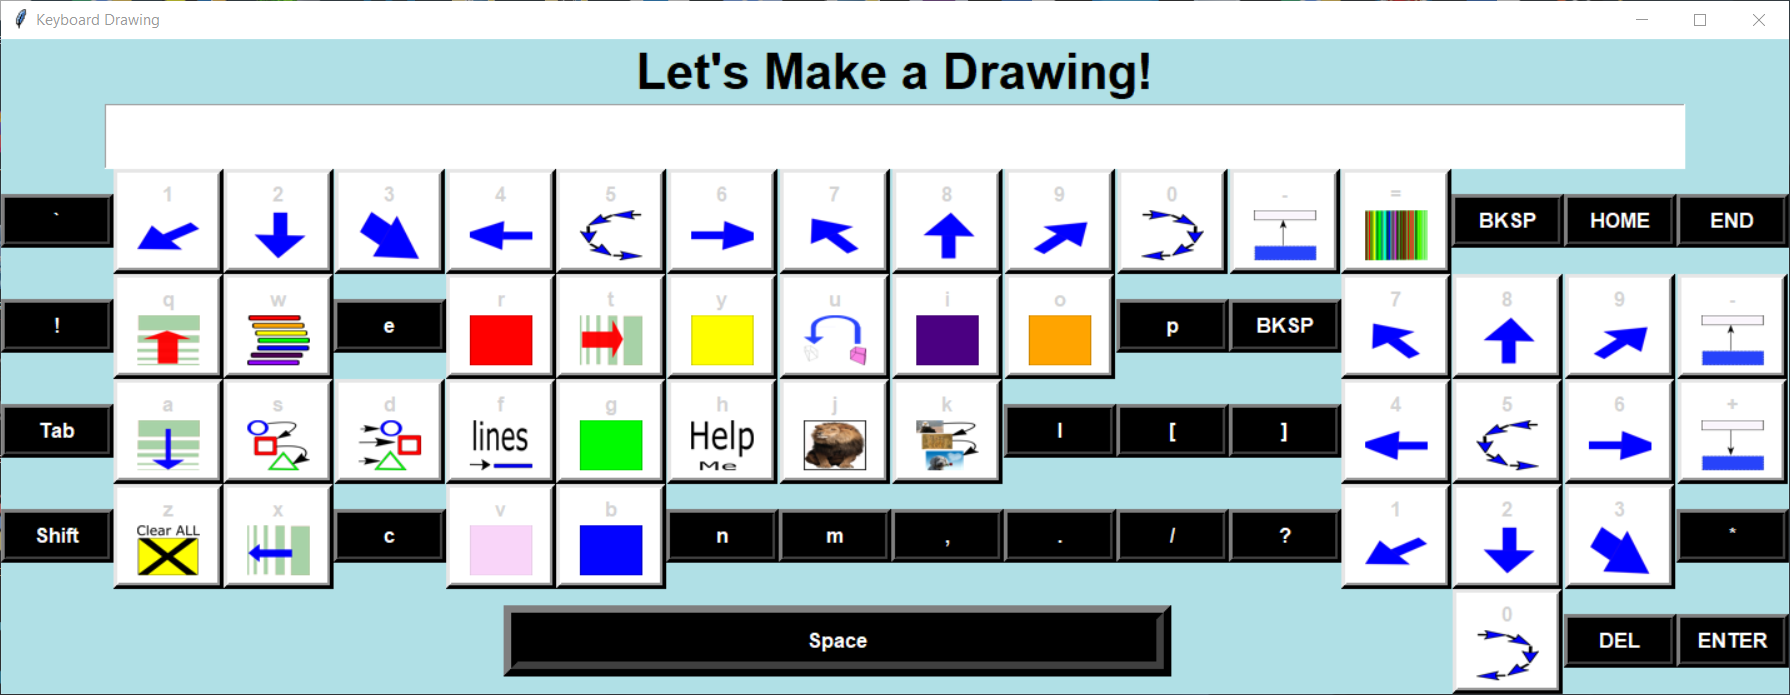 Keyboard Drawing
Let's Make a Drawing!
1 2 3 4 5 6 7 8 9 0 - =
` BKSP HOME END
q w r t y u i o 7 8 9 -
! e p BKSP
a s d f g h j k 4 5 6 +
lines Help
Me
Tab l [ ]
z x v b 1 2 3
Clear ALL
Shift c n m , . / ? *
0
Space DEL ENTER